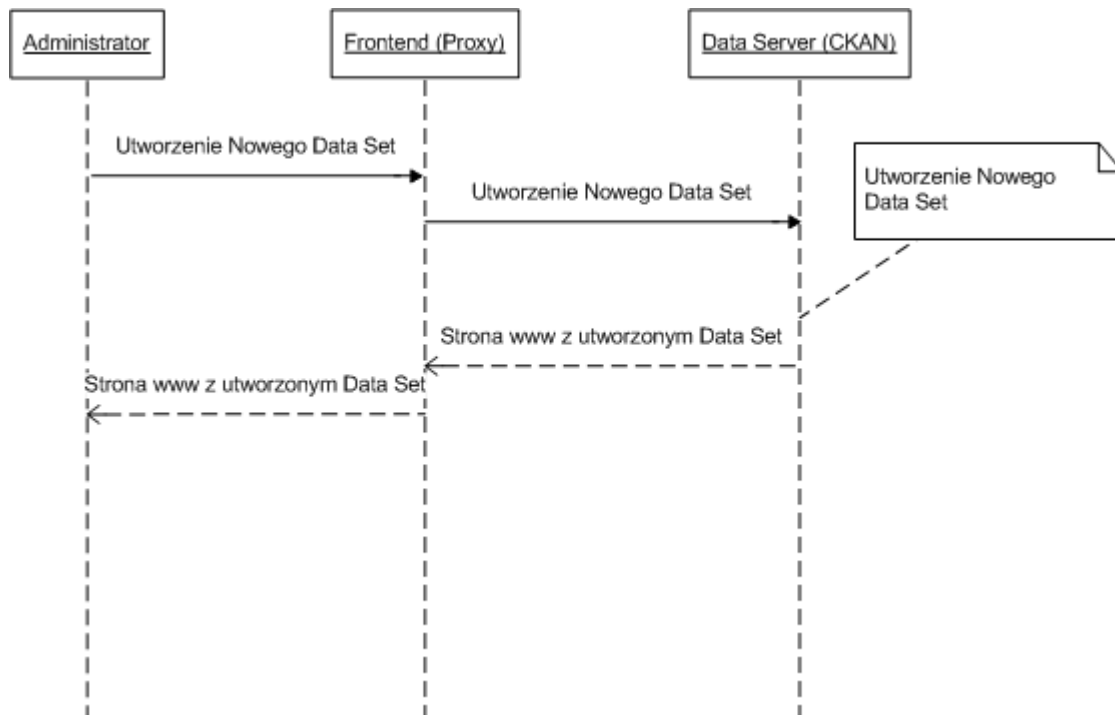 Administrator
Frontend (Proxy)
Data Server (CKAN)
Utworzenie Nowego Data Set
Utworzenie Nowego Data Set
Utworzenie Nowego
Data Set
Strona www z utworzonym Data Set
Strona www z utworzonym Data Set